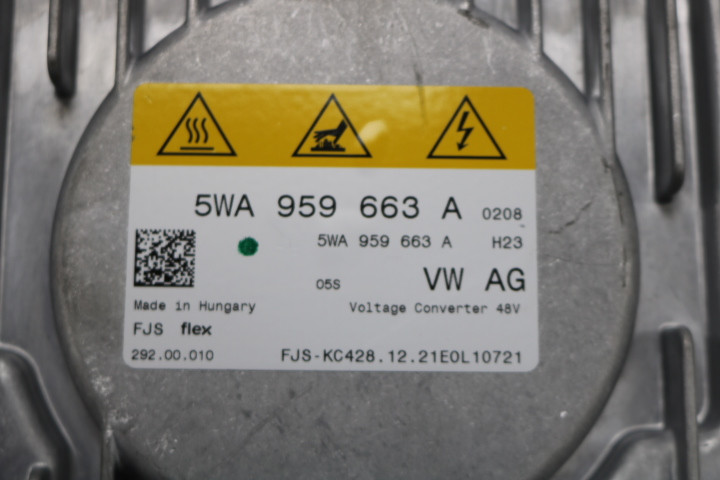 5WA 959 663 A 0208
5WA 959 663 A H23
05S VW AG
Made in Hungary Voltage Converter 48V
FJS flex
292.00.010 FJS-KC428.12.21E0L10721